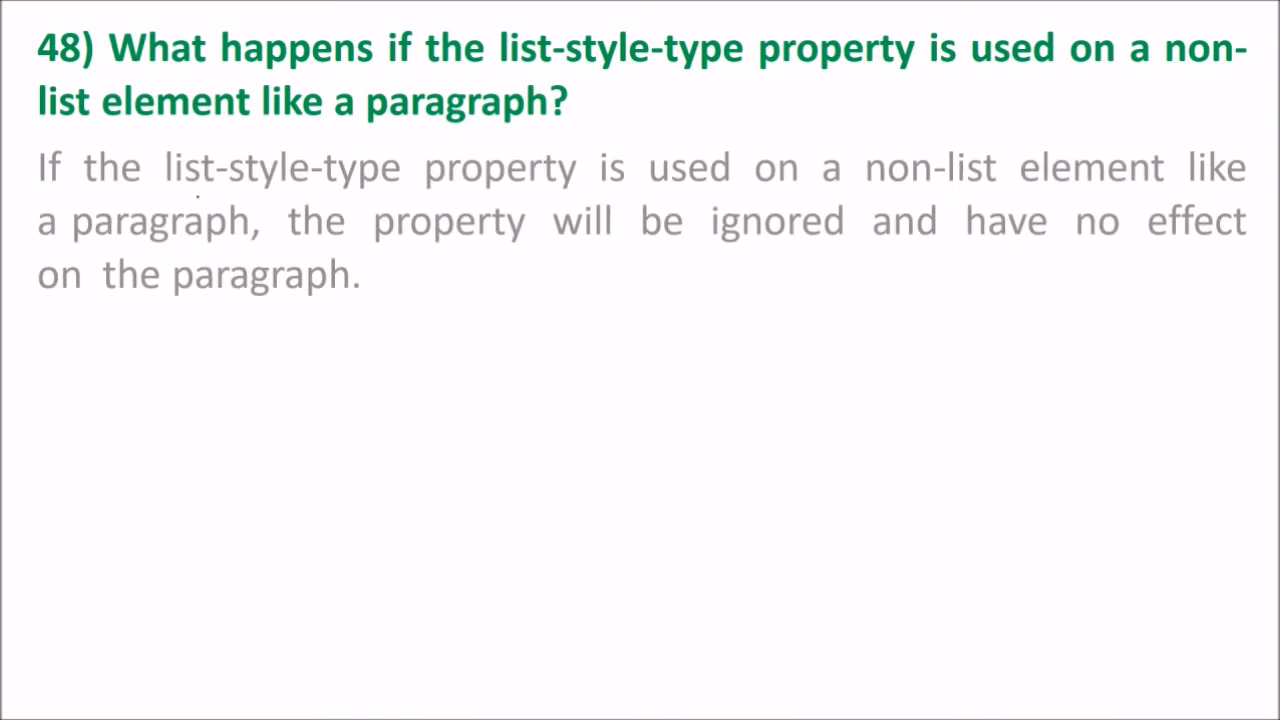 48) What happens if the list-style-type property is used on a non-
list element like a paragraph?
If the list-style-type property is used on a non-list element like
a paragraph, the property will be ignored and have no effect
on the paragraph.